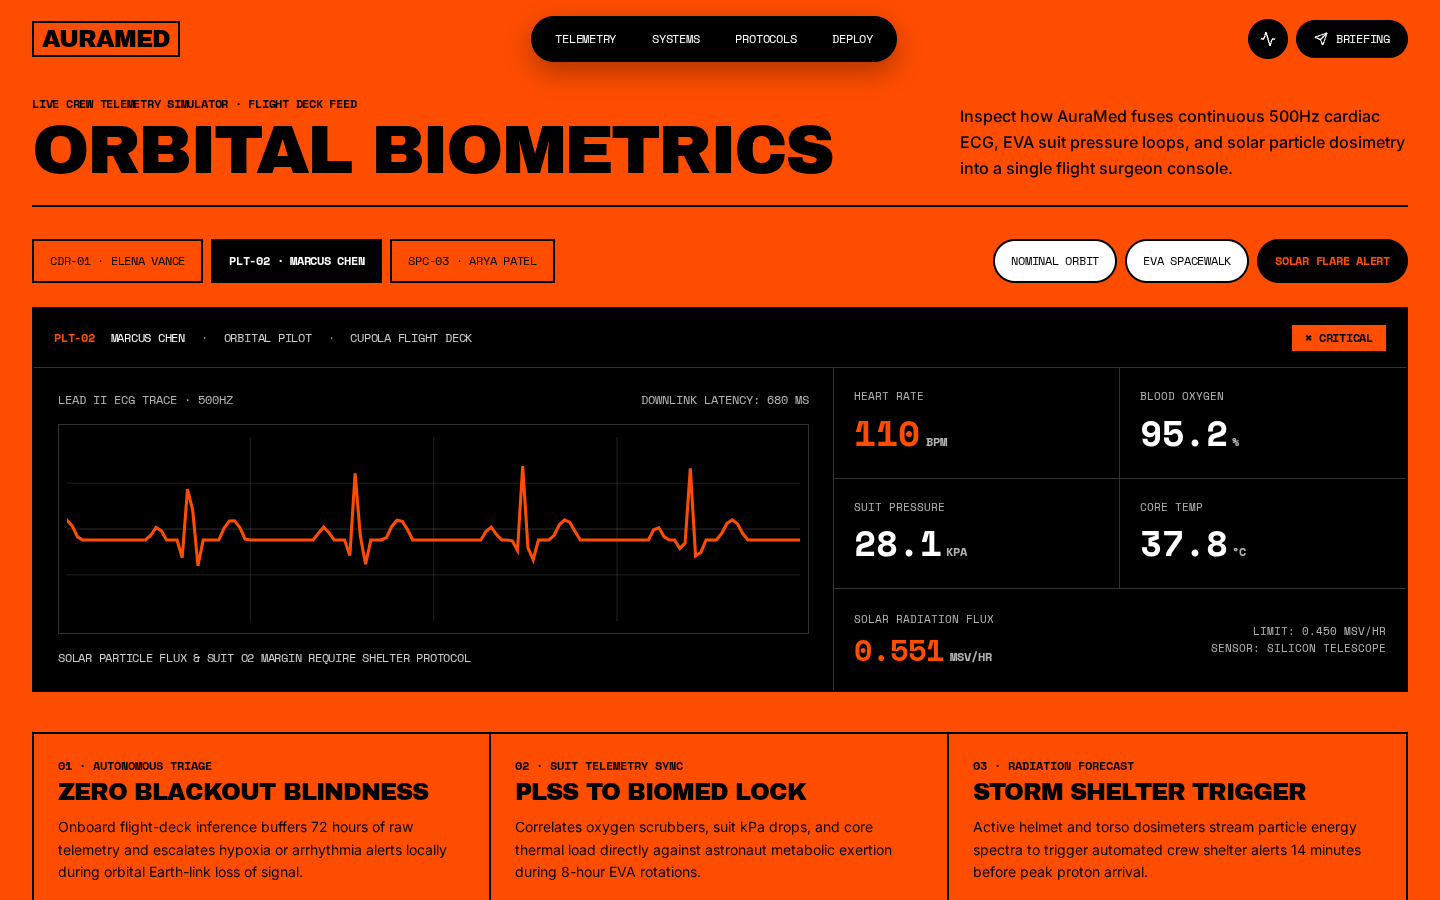 AURAMED
TELEMETRY
SYSTEMS
PROTOCOLS
DEPLOY
BRIEFING
LIVE CREW TELEMETRY SIMULATOR · FLIGHT DECK FEED
ORBITAL BIOMETRICS
Inspect how AuraMed fuses continuous 500Hz cardiac
ECG, EVA suit pressure loops, and solar particle dosimetry
into a single flight surgeon console.
CDR-01 · ELENA VANCE
PLT-02 · MARCUS CHEN
SPC-03 · ARYA PATEL
NOMINAL ORBIT
EVA SPACEWALK
SOLAR FLARE ALERT
PLT-02 MARCUS CHEN · ORBITAL PILOT · CUPOLA FLIGHT DECK
✖ CRITICAL
LEAD II ECG TRACE · 500HZ
DOWNLINK LATENCY: 680 MS
SOLAR PARTICLE FLUX & SUIT O2 MARGIN REQUIRE SHELTER PROTOCOL
HEART RATE
110 BPM
BLOOD OXYGEN
95.2 %
SUIT PRESSURE
28.1 KPA
CORE TEMP
37.8 °C
SOLAR RADIATION FLUX
0.551 MSV/HR
LIMIT: 0.450 MSV/HR
SENSOR: SILICON TELESCOPE
01 · AUTONOMOUS TRIAGE
ZERO BLACKOUT BLINDNESS
Onboard flight-deck inference buffers 72 hours of raw
telemetry and escalates hypoxia or arrhythmia alerts locally
during orbital Earth-link loss of signal.
02 · SUIT TELEMETRY SYNC
PLSS TO BIOMED LOCK
Correlates oxygen scrubbers, suit kPa drops, and core
thermal load directly against astronaut metabolic exertion
during 8-hour EVA rotations.
03 · RADIATION FORECAST
STORM SHELTER TRIGGER
Active helmet and torso dosimeters stream particle energy
spectra to trigger automated crew shelter alerts 14 minutes
before peak proton arrival.